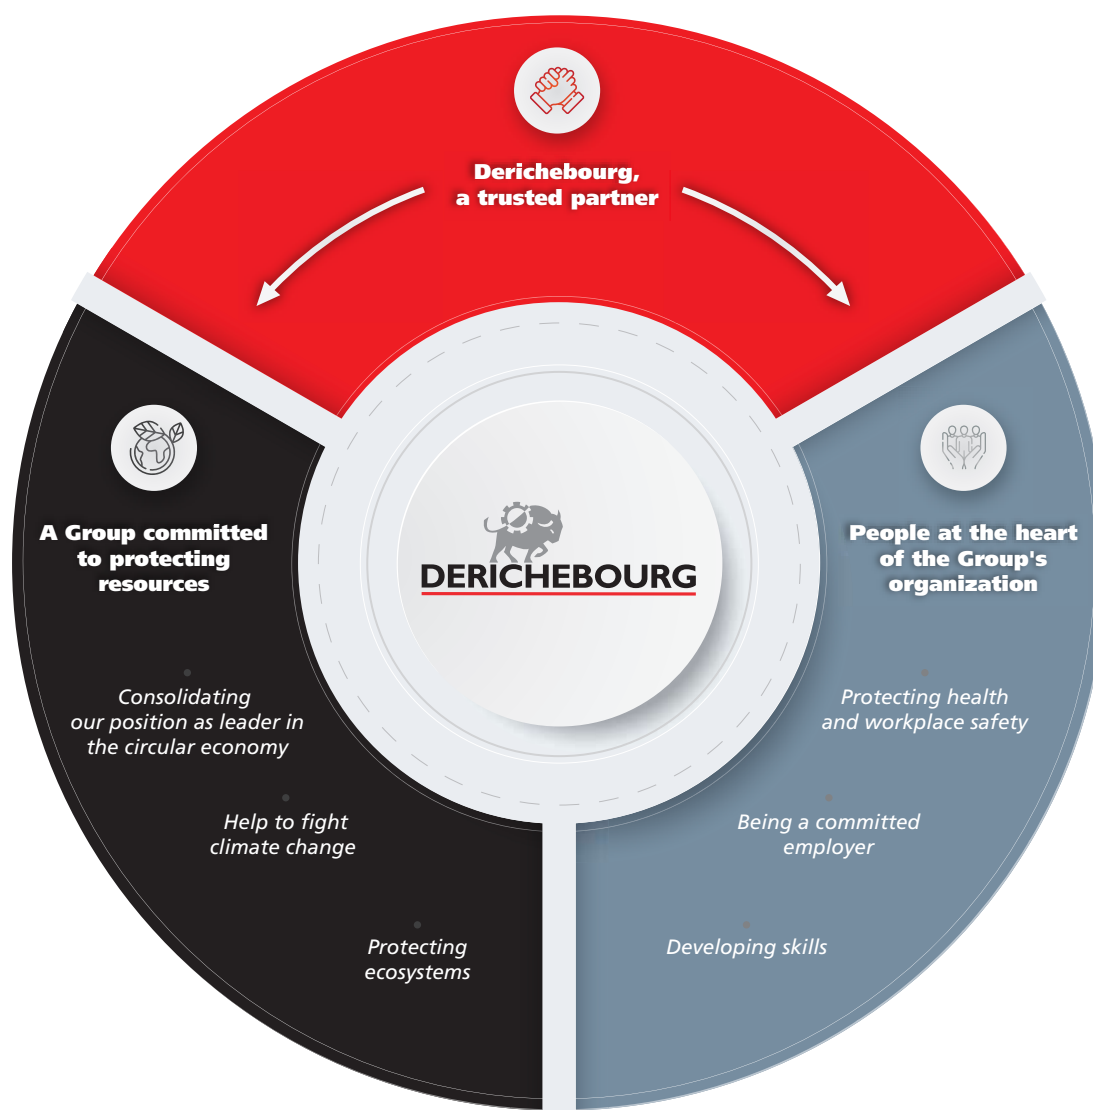 Derichebourg,
a trusted partner
A Group committed
to protecting
resources
Consolidating
our position as leader in
the circular economy
Help to fight
climate change
Protecting
ecosystems
DERICHEBOURG
People at the heart
of the Group's
organization
Protecting health
and workplace safety
Being a committed
employer
Developing skills